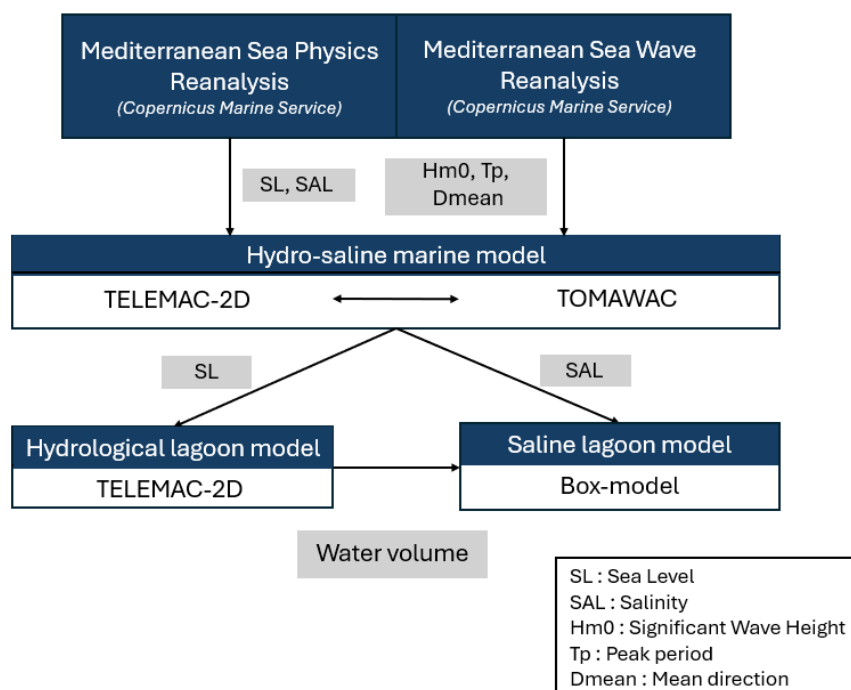 Mediterranean Sea Physics
Reanalysis
(Copernicus Marine Service)
Mediterranean Sea Wave
Reanalysis
(Copernicus Marine Service)
SL, SAL
Hm0, Tp,
Dmean
Hydro-saline marine model
TELEMAC-2D
TOMAWAC
SL
SAL
Hydrological lagoon model
TELEMAC-2D
Saline lagoon model
Box-model
Water volume
SL : Sea Level
SAL : Salinity
Hm0 : Significant Wave Height
Tp : Peak period
Dmean : Mean direction